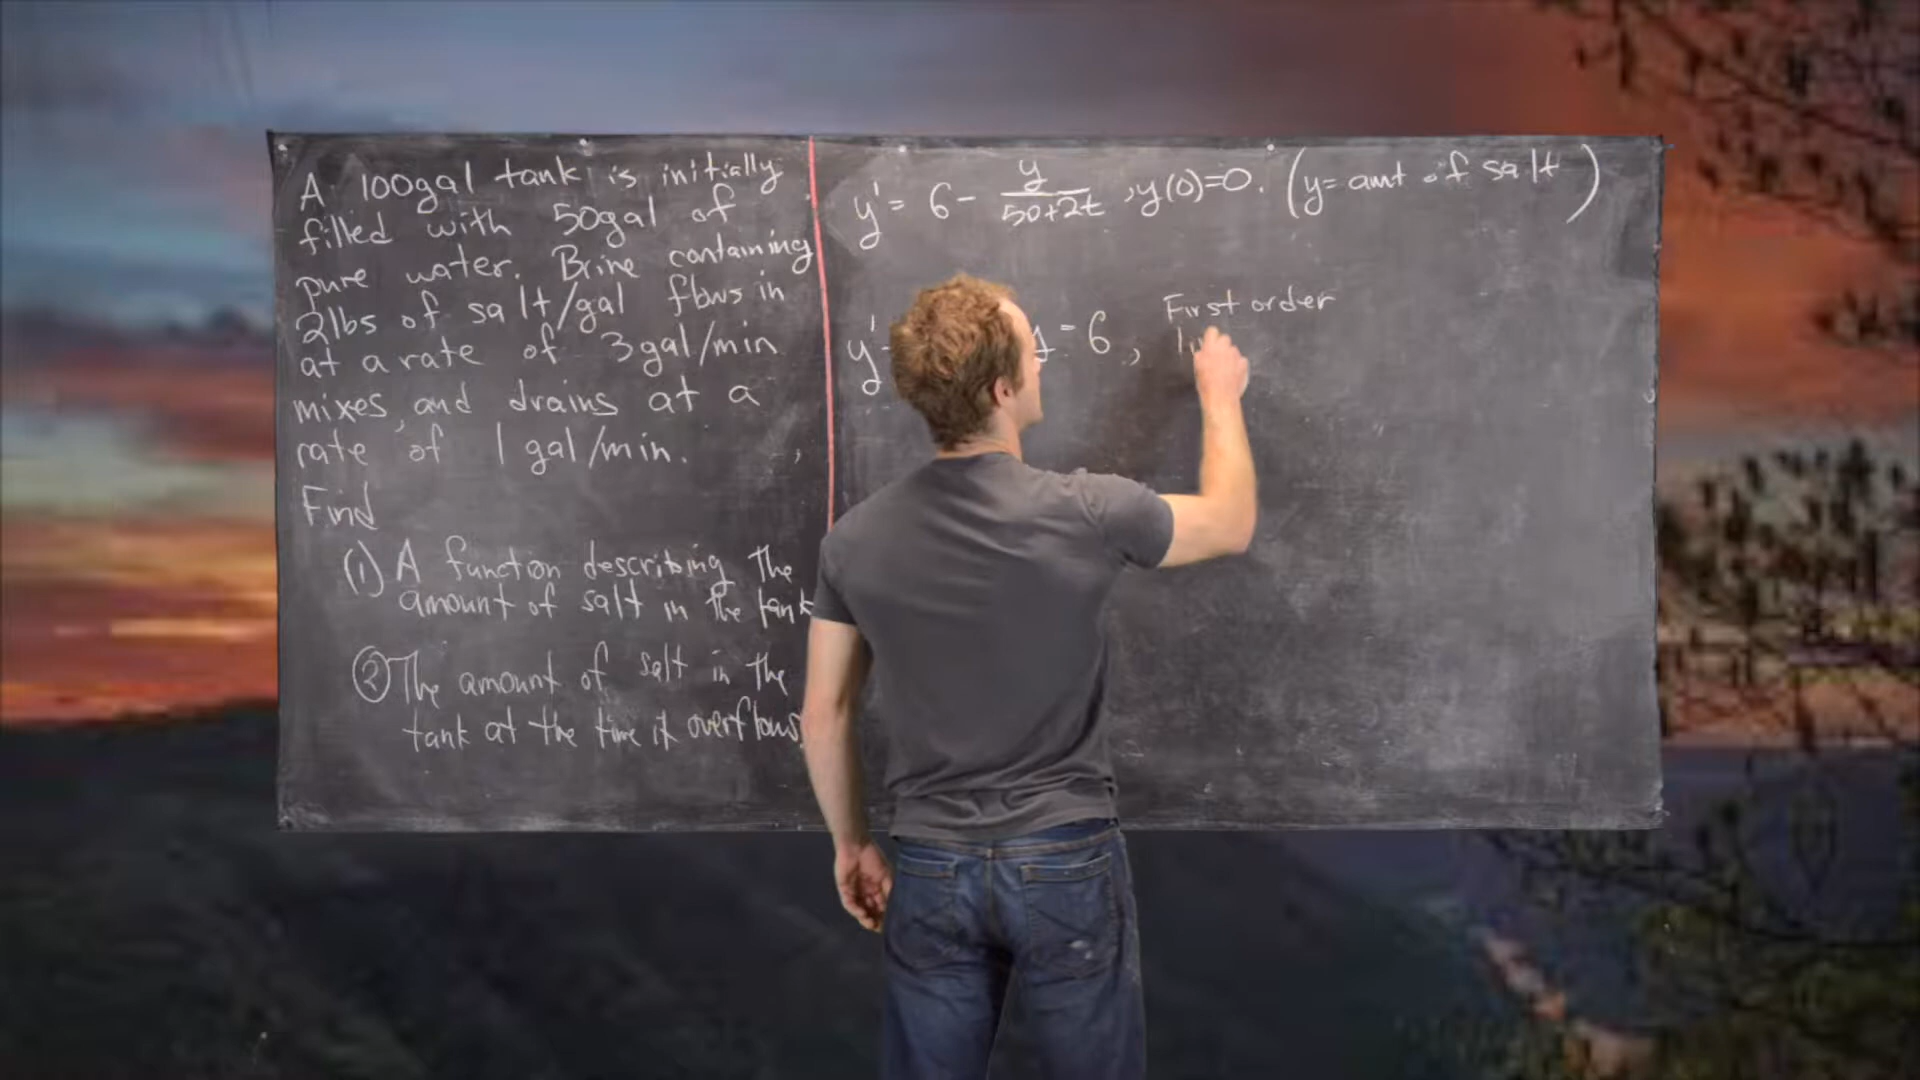 A 100gal tank is initially
filled with 50gal of
pure water. Brine containing
2lbs of salt/gal flows in
at a rate of 3gal/min
mixes, and drains at a
rate of 1 gal/min.
Find
(1) A function describing the
amount of salt in the tank
② The amount of salt in the
tank at the time it overflows.
y' = 6 - y/(50+2t), y(0)=0. (y= amt of salt)
y' y = 6, First order